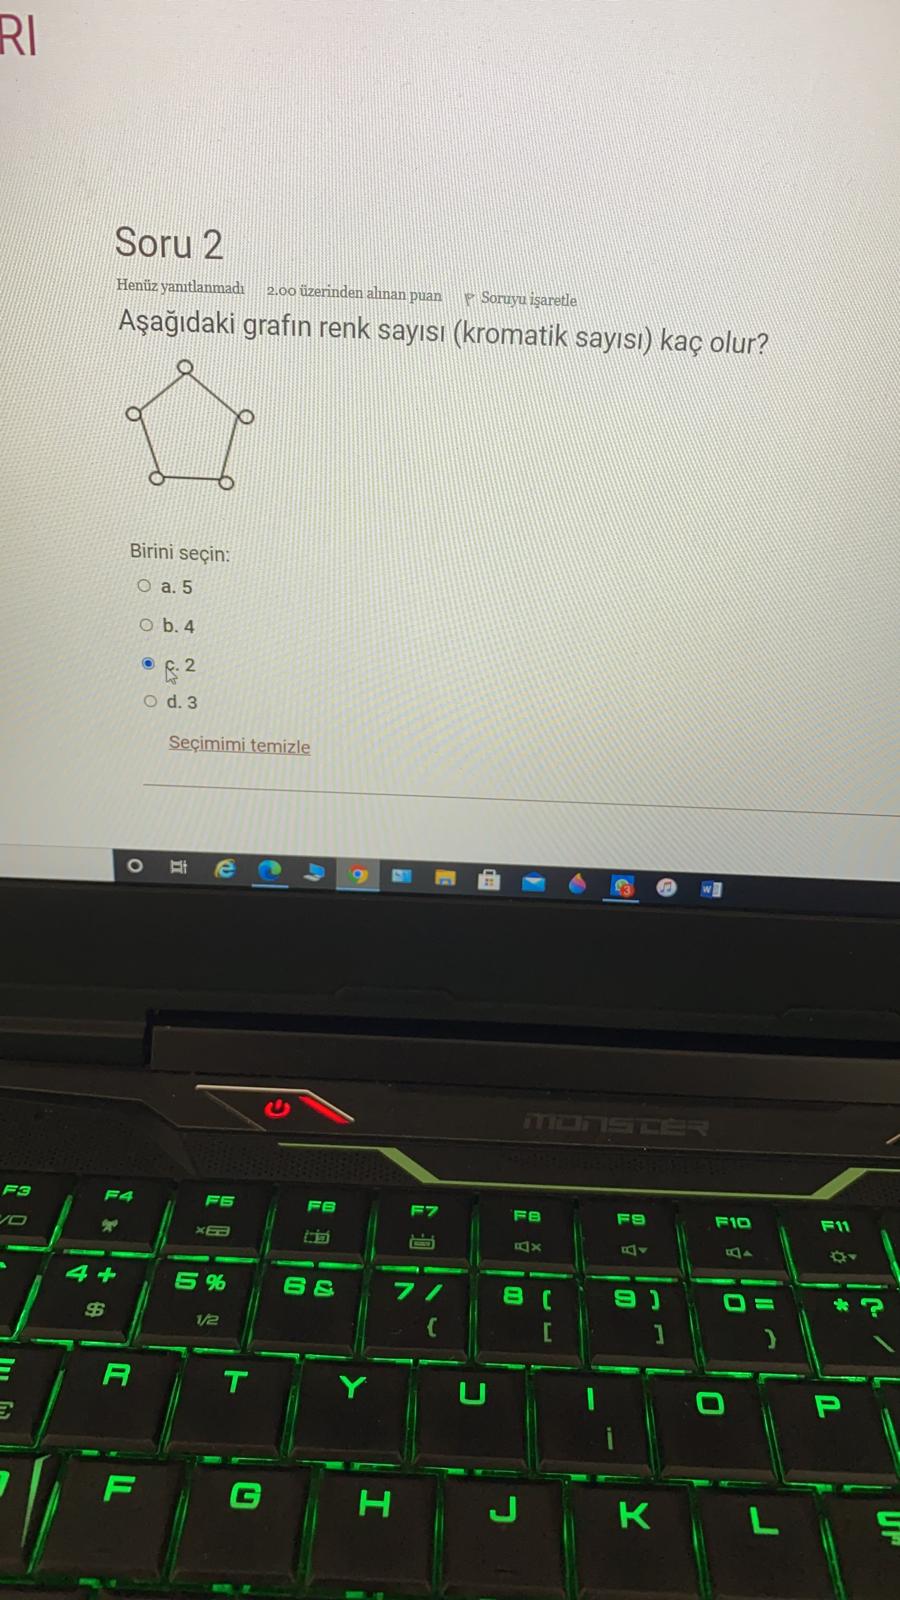 RI
Soru 2
Henüz yanıtlanmadı 2.00 üzerinden alınan puan Soruyu işaretle
Aşağıdaki grafın renk sayısı (kromatik sayısı) kaç olur?
Birini seçin:
a. 5
b. 4
c. 2
d. 3
Seçimimi temizle
3
W
MONSTER
F3 F4 F5 F6 F7 F8 F9 F10 F11
4 + 5 % 6 & 7 / 8 ( 9 ) 0 = * ?
$ 1/2 { [ ] } \
E R T Y U I O P
€ i
F G H J K L Ş